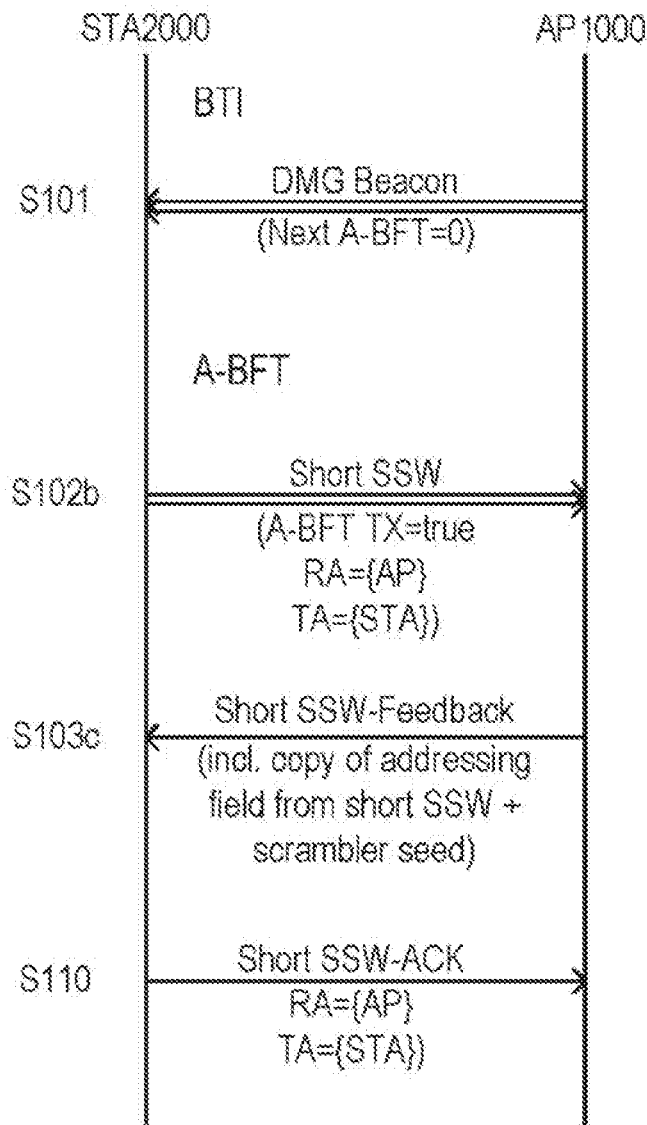 STA2000 AP1000
BTI
S101 DMG Beacon
(Next A-BFT=0)
A-BFT
S102b Short SSW
(A-BFT TX=true
RA={AP}
TA={STA})
S103c Short SSW-Feedback
(incl. copy of addressing
field from short SSW +
scrambler seed)
S110 Short SSW-ACK
RA={AP}
TA={STA})